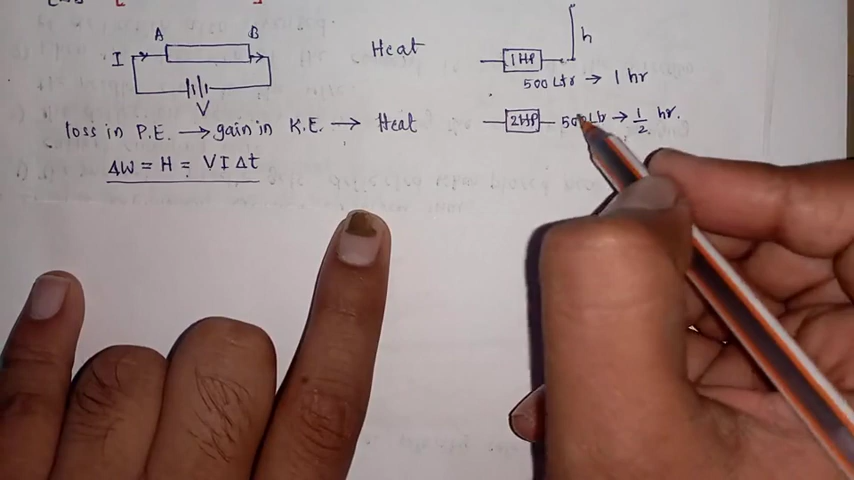 A B
I
V
Heat
1HP h
500 Ltr → 1 hr
loss in P.E. → gain in K.E. → Heat
2HP → 1/2 hr.
ΔW = H = VIΔt